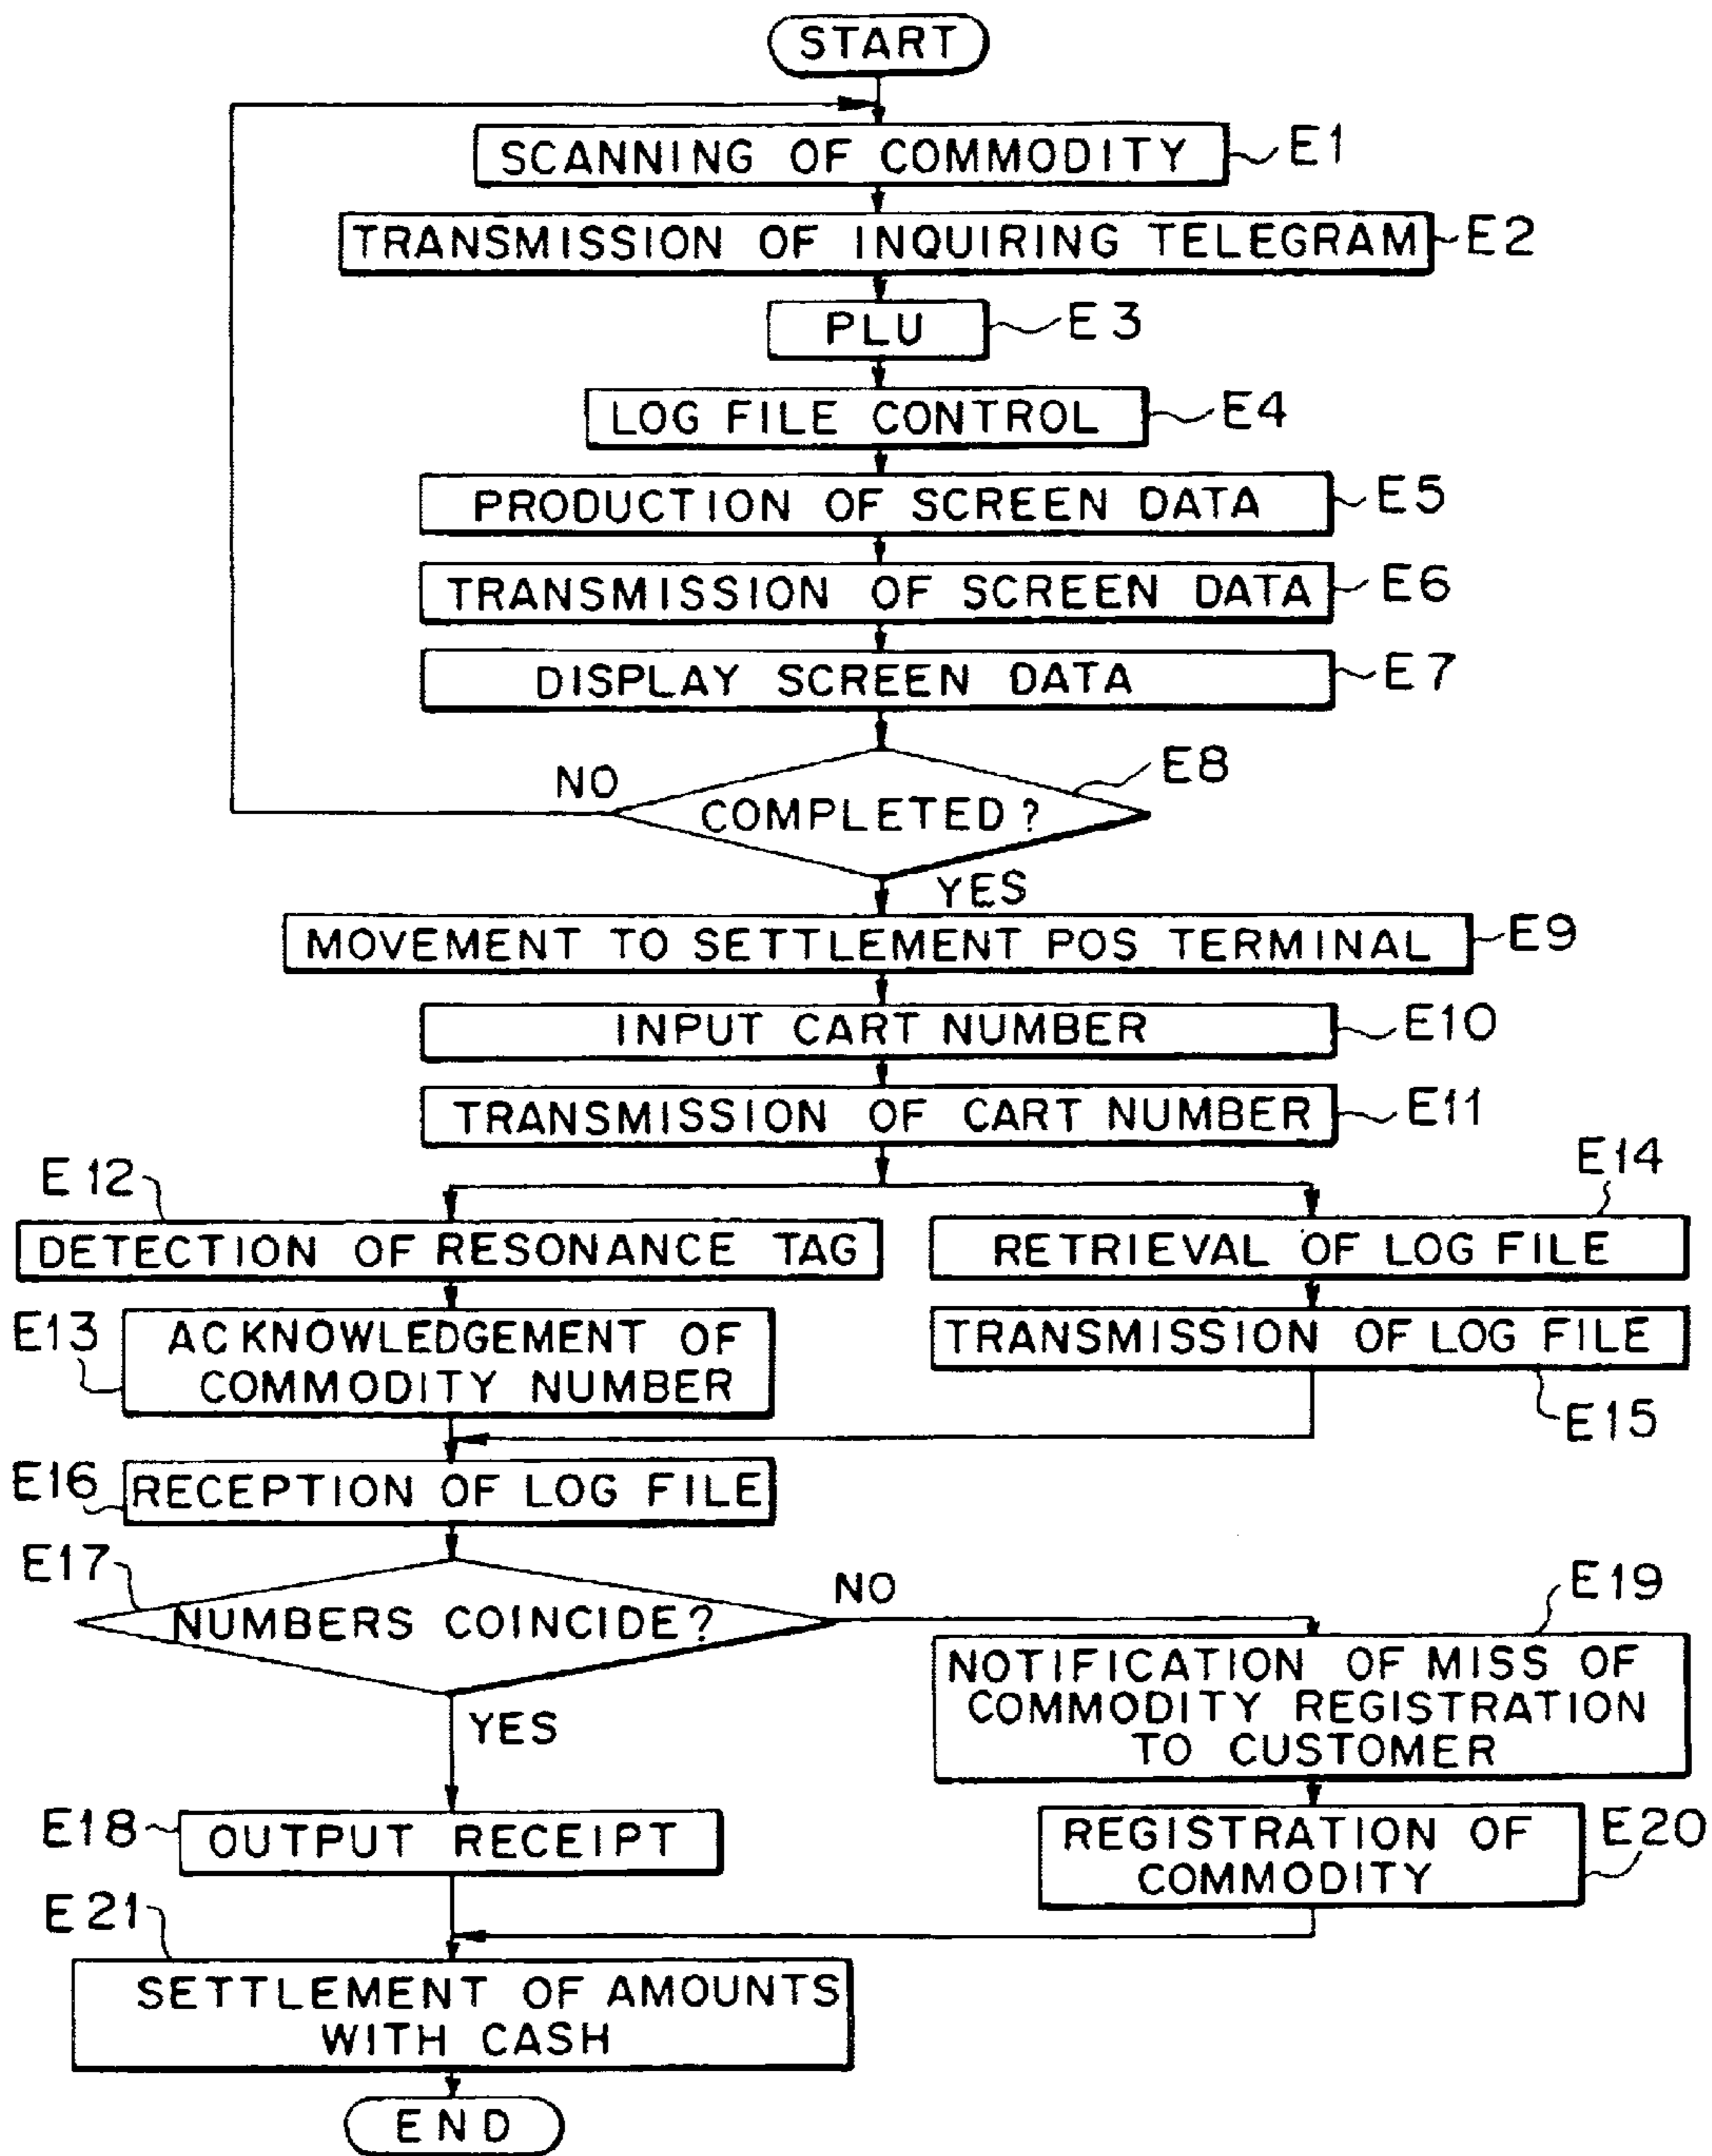 START
SCANNING OF COMMODITY E1
TRANSMISSION OF INQUIRING TELEGRAM E2
PLU E3
LOG FILE CONTROL E4
PRODUCTION OF SCREEN DATA E5
TRANSMISSION OF SCREEN DATA E6
DISPLAY SCREEN DATA E7
NO
COMPLETED? E8
YES
MOVEMENT TO SETTLEMENT POS TERMINAL E9
INPUT CART NUMBER E10
TRANSMISSION OF CART NUMBER E11
E12
DETECTION OF RESONANCE TAG
E14
RETRIEVAL OF LOG FILE
E13
ACKNOWLEDGEMENT OF
COMMODITY NUMBER
TRANSMISSION OF LOG FILE
E15
E16
RECEPTION OF LOG FILE
E17
NUMBERS COINCIDE?
NO
E19
NOTIFICATION OF MISS OF
COMMODITY REGISTRATION
TO CUSTOMER
YES
E18
OUTPUT RECEIPT
REGISTRATION OF
COMMODITY
E20
E21
SETTLEMENT OF AMOUNTS
WITH CASH
END